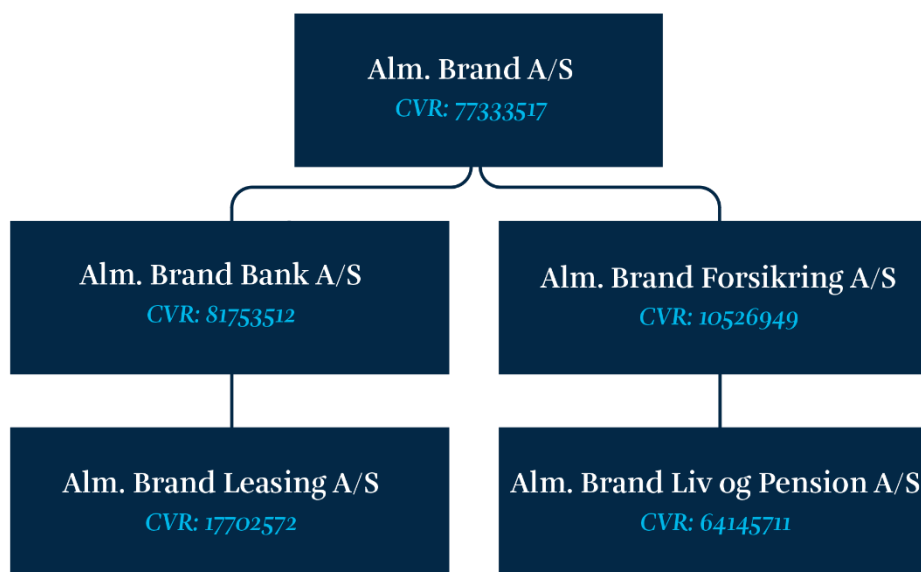 Alm. Brand A/S
CVR: 77333517
Alm. Brand Bank A/S
CVR: 81753512
Alm. Brand Forsikring A/S
CVR: 10526949
Alm. Brand Leasing A/S
CVR: 17702572
Alm. Brand Liv og Pension A/S
CVR: 64145711